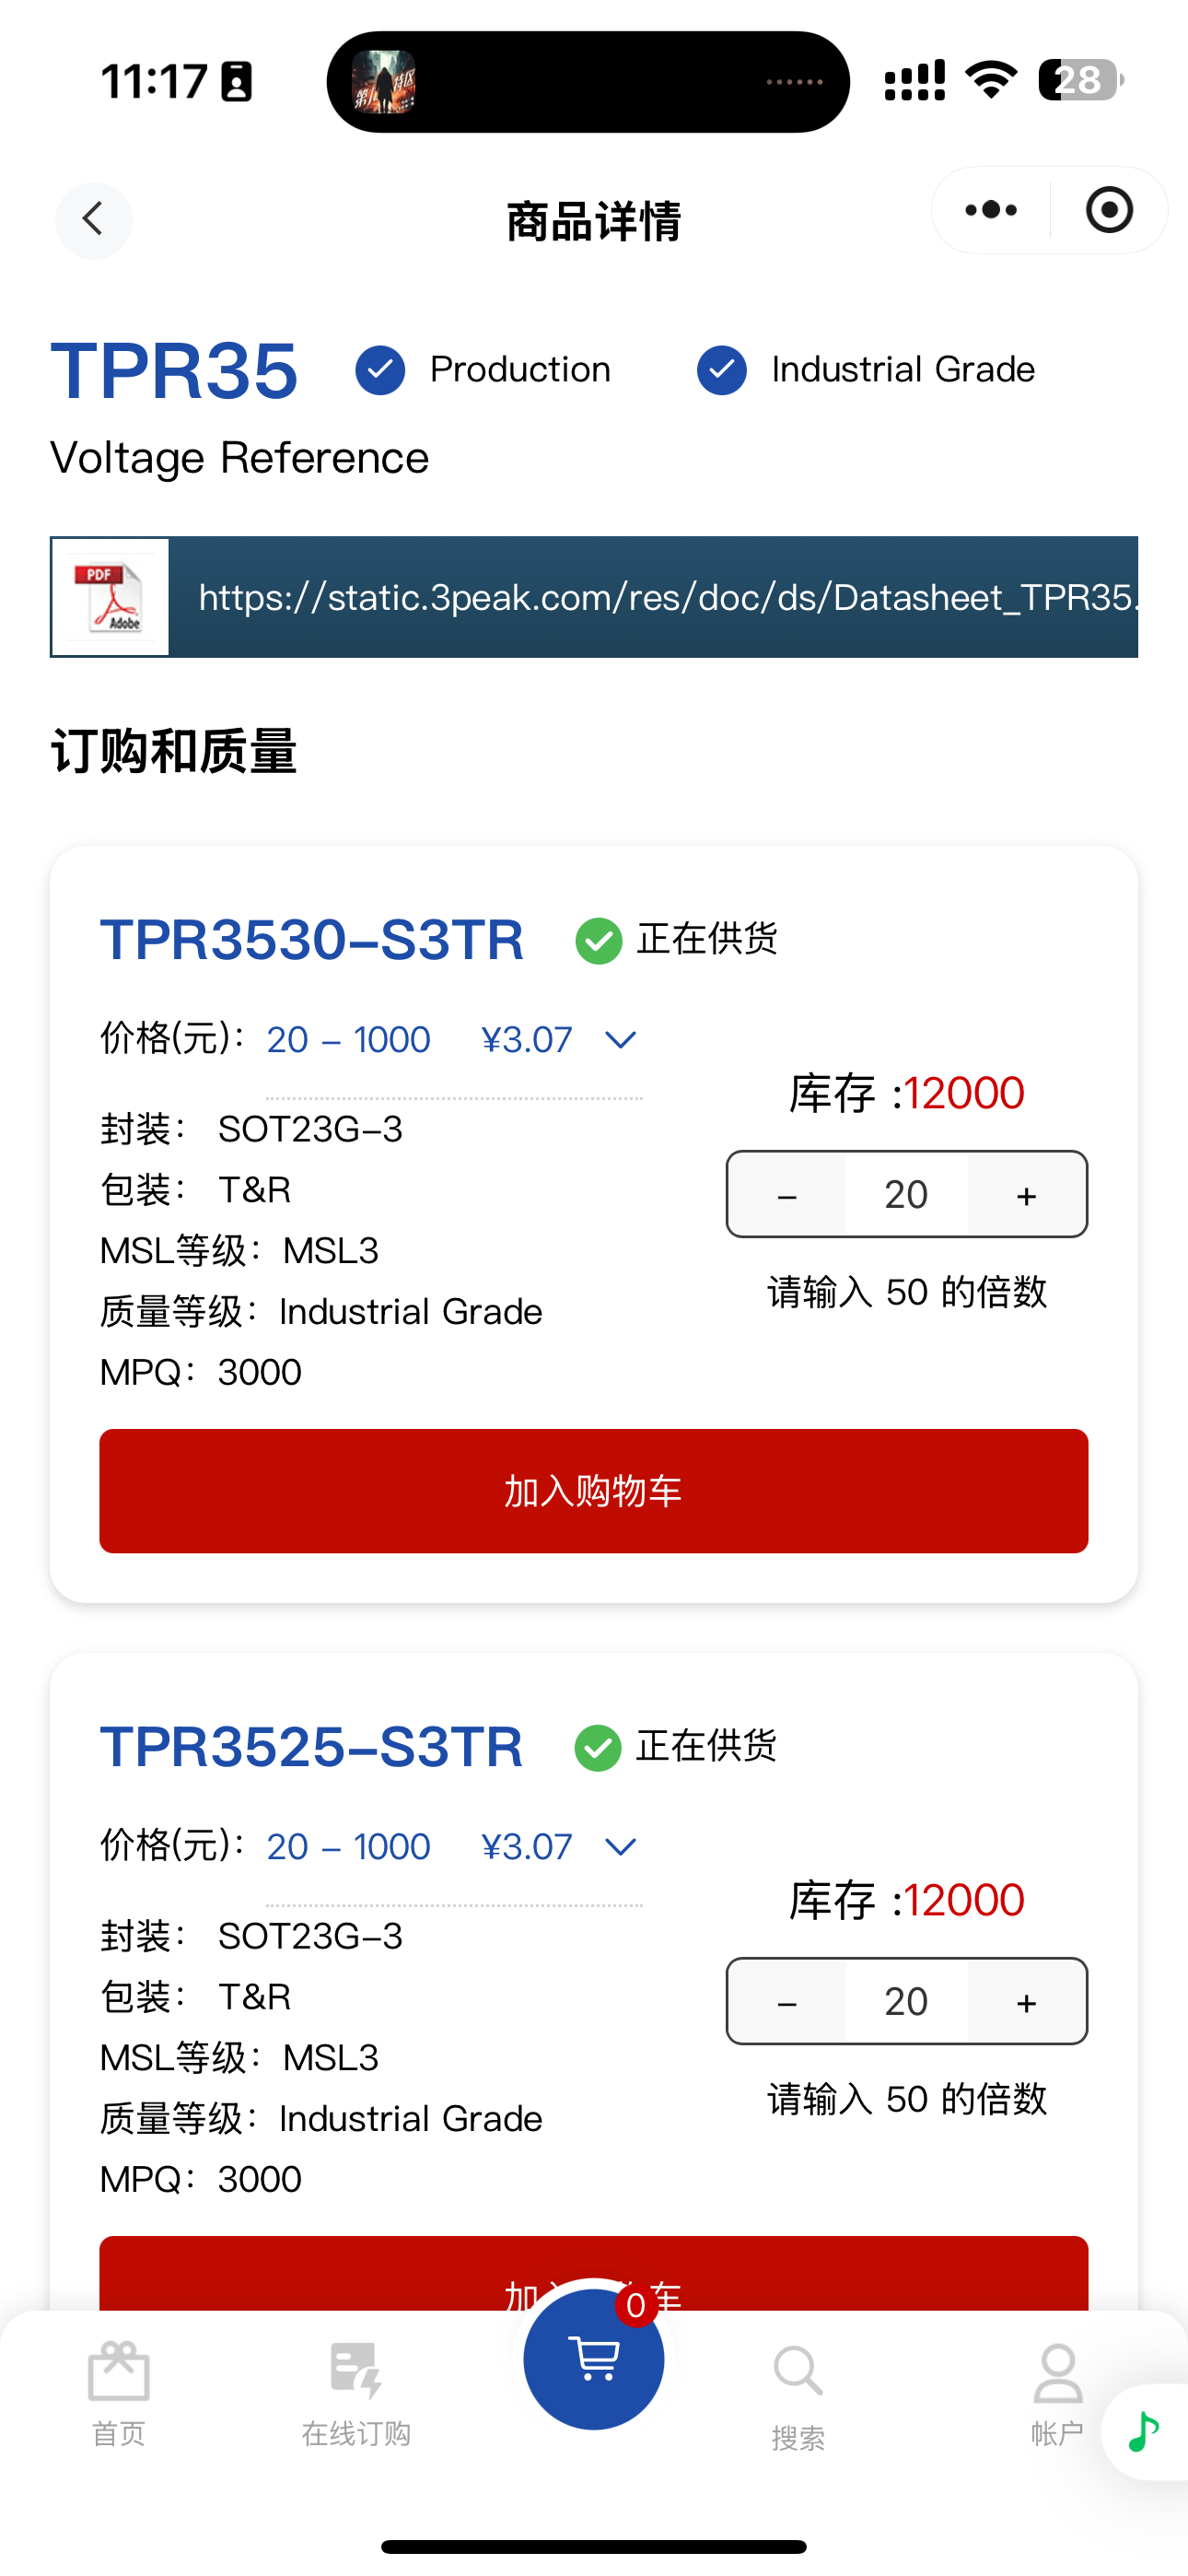 11:17
28
商品详情
TPR35
Production
Industrial Grade
Voltage Reference
PDF
Adobe
https://static.3peak.com/res/doc/ds/Datasheet_TPR35.
订购和质量
TPR3530-S3TR
正在供货
价格(元): 20 - 1000 ¥3.07
库存 :12000
封装: SOT23G-3
包装: T&R
- 20 +
MSL等级: MSL3
请输入 50 的倍数
质量等级: Industrial Grade
MPQ: 3000
加入购物车
TPR3525-S3TR
正在供货
价格(元): 20 - 1000 ¥3.07
库存 :12000
封装: SOT23G-3
包装: T&R
- 20 +
MSL等级: MSL3
请输入 50 的倍数
质量等级: Industrial Grade
MPQ: 3000
加 车
0
首页
在线订购
搜索
帐户